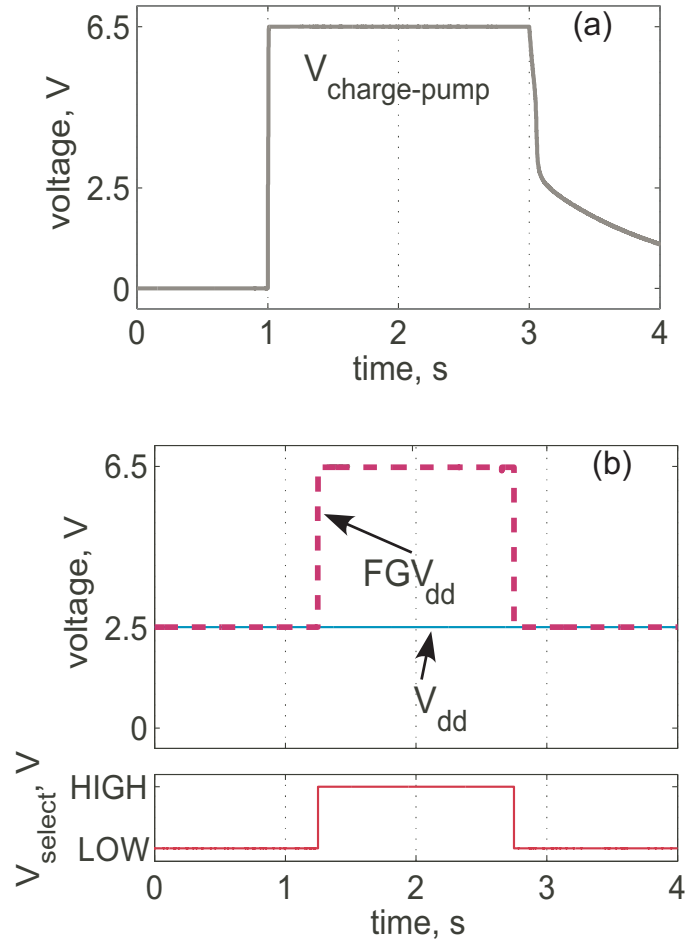 (a)
6.5
2.5
0
voltage, V
V charge-pump
0 1 2 3 4
time, s
(b)
6.5
2.5
0
voltage, V
FGV dd
V dd
V select, V
HIGH
LOW
0 1 2 3 4
time, s